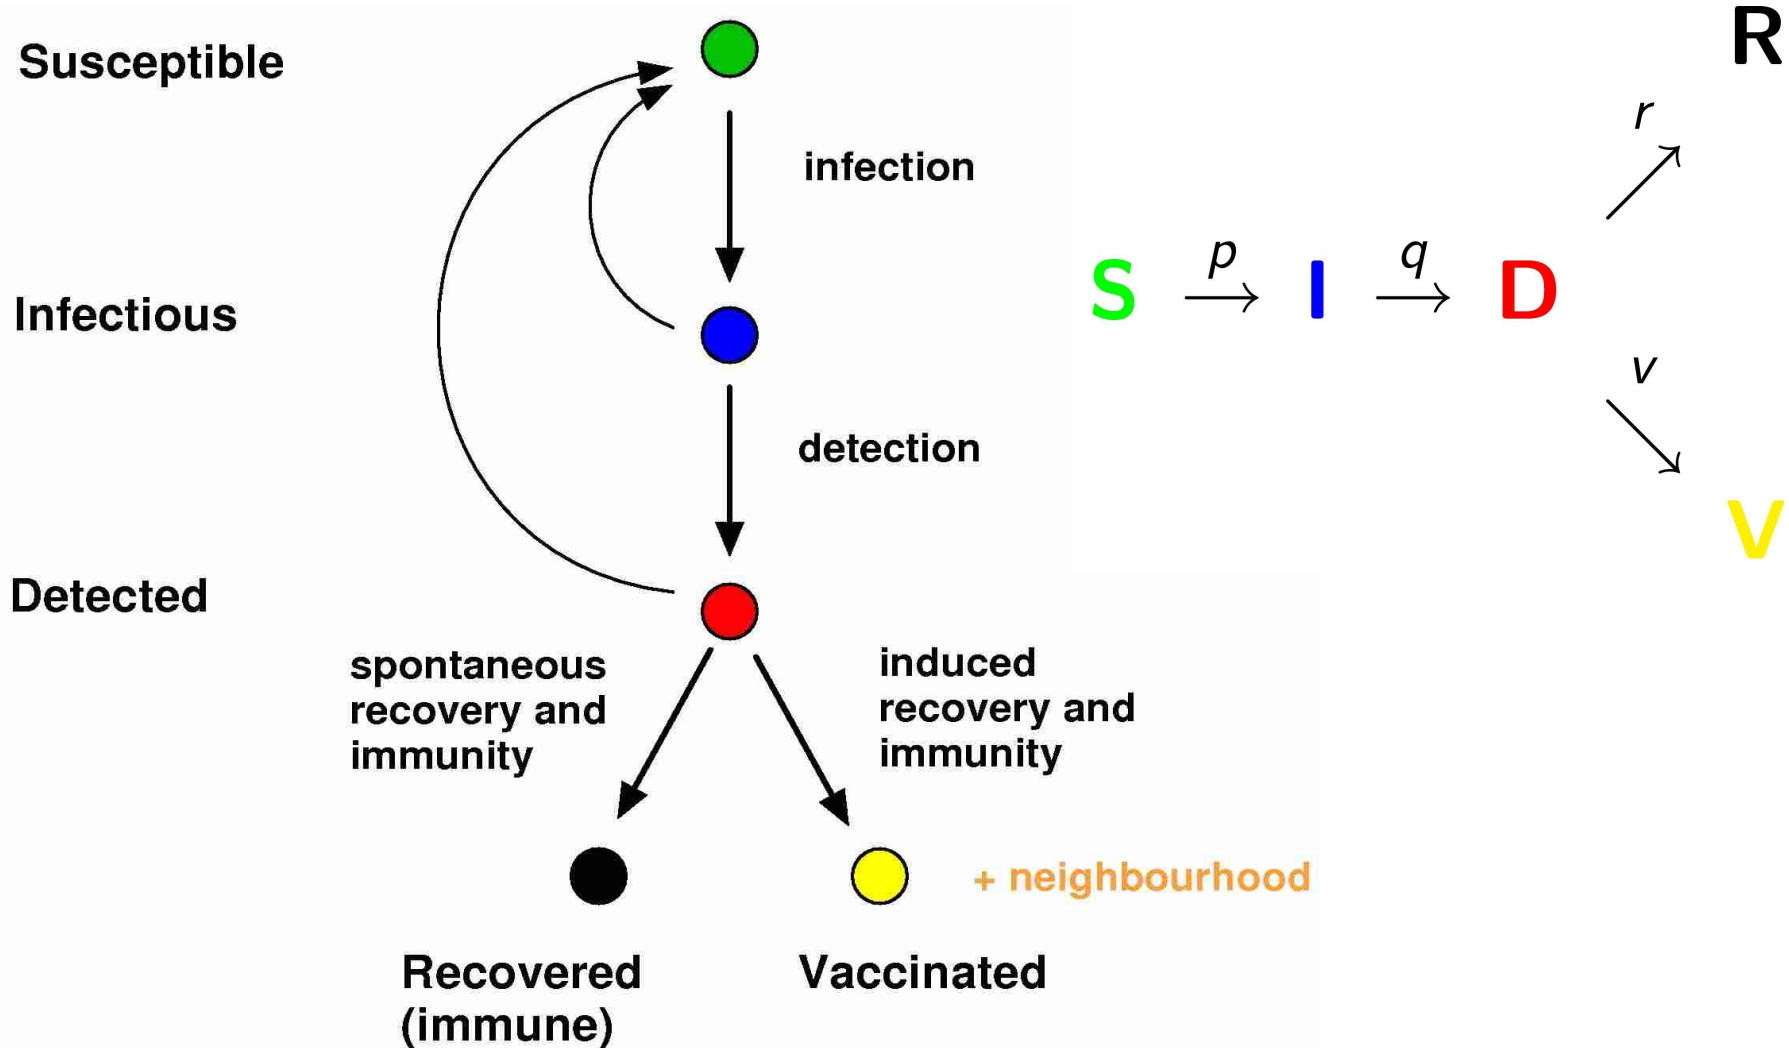 Susceptible
infection
Infectious
detection
Detected
spontaneous
recovery and
immunity
induced
recovery and
immunity
+ neighbourhood
Recovered
(immune)
Vaccinated
R
r
S p I q D
v
V